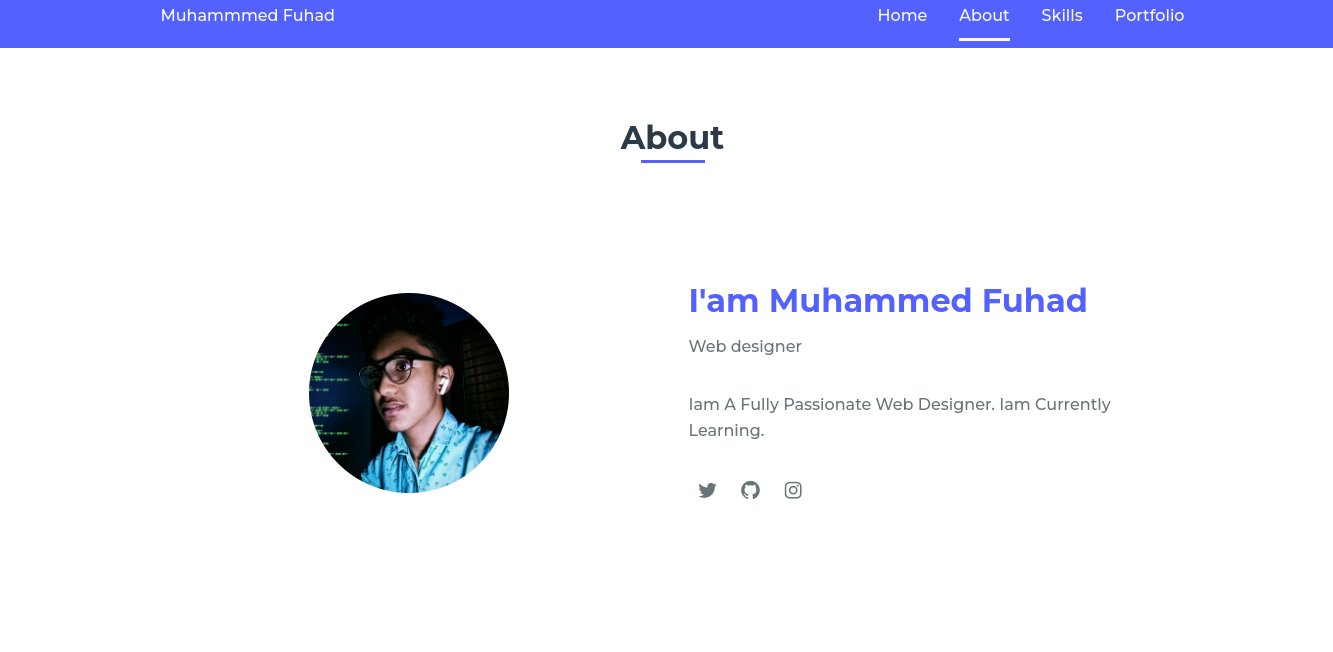 Muhammmed Fuhad
Home About Skills Portfolio
About
I'am Muhammed Fuhad
Web designer
Iam A Fully Passionate Web Designer. Iam Currently
Learning.